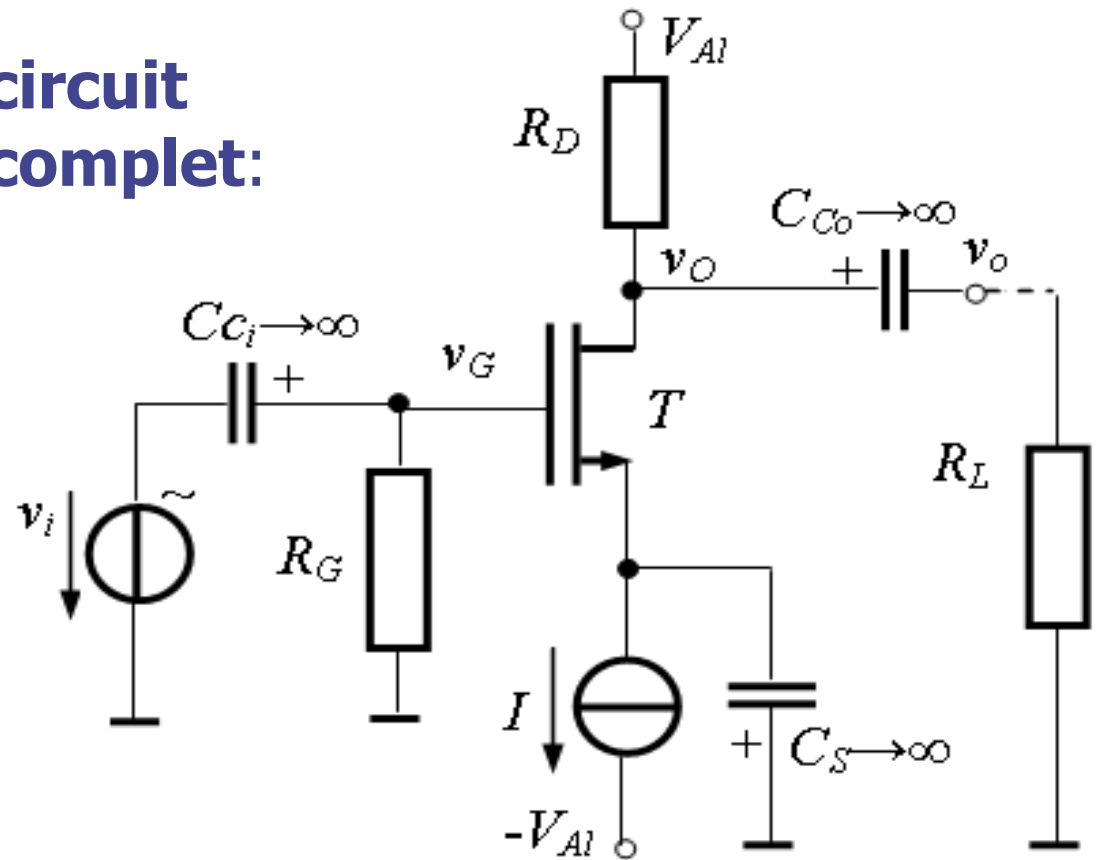 circuit
complet:
V_Al
R_D
C_Co→∞
v_O
v_o
Cc_i→∞
+
+
v_G
T
R_L
v_i
~
R_G
I
+
C_S→∞
-V_Al